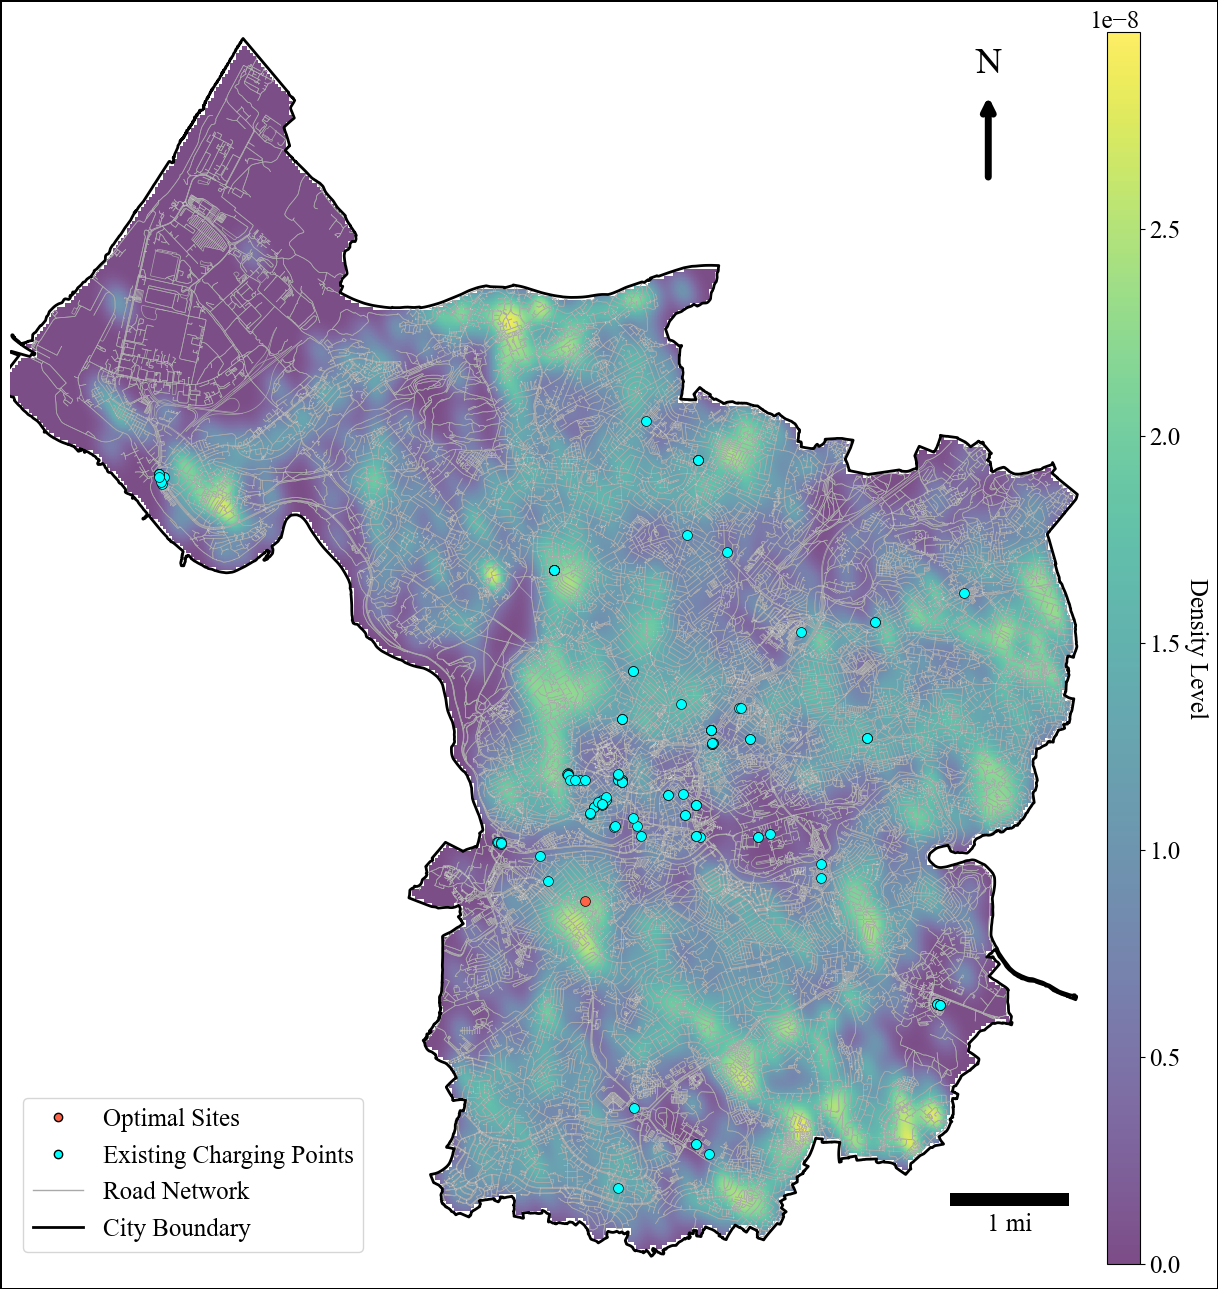 1e−8
N
2.5
2.0
1.5
1.0
0.5
0.0
Density Level
Optimal Sites
Existing Charging Points
Road Network
City Boundary
1 mi